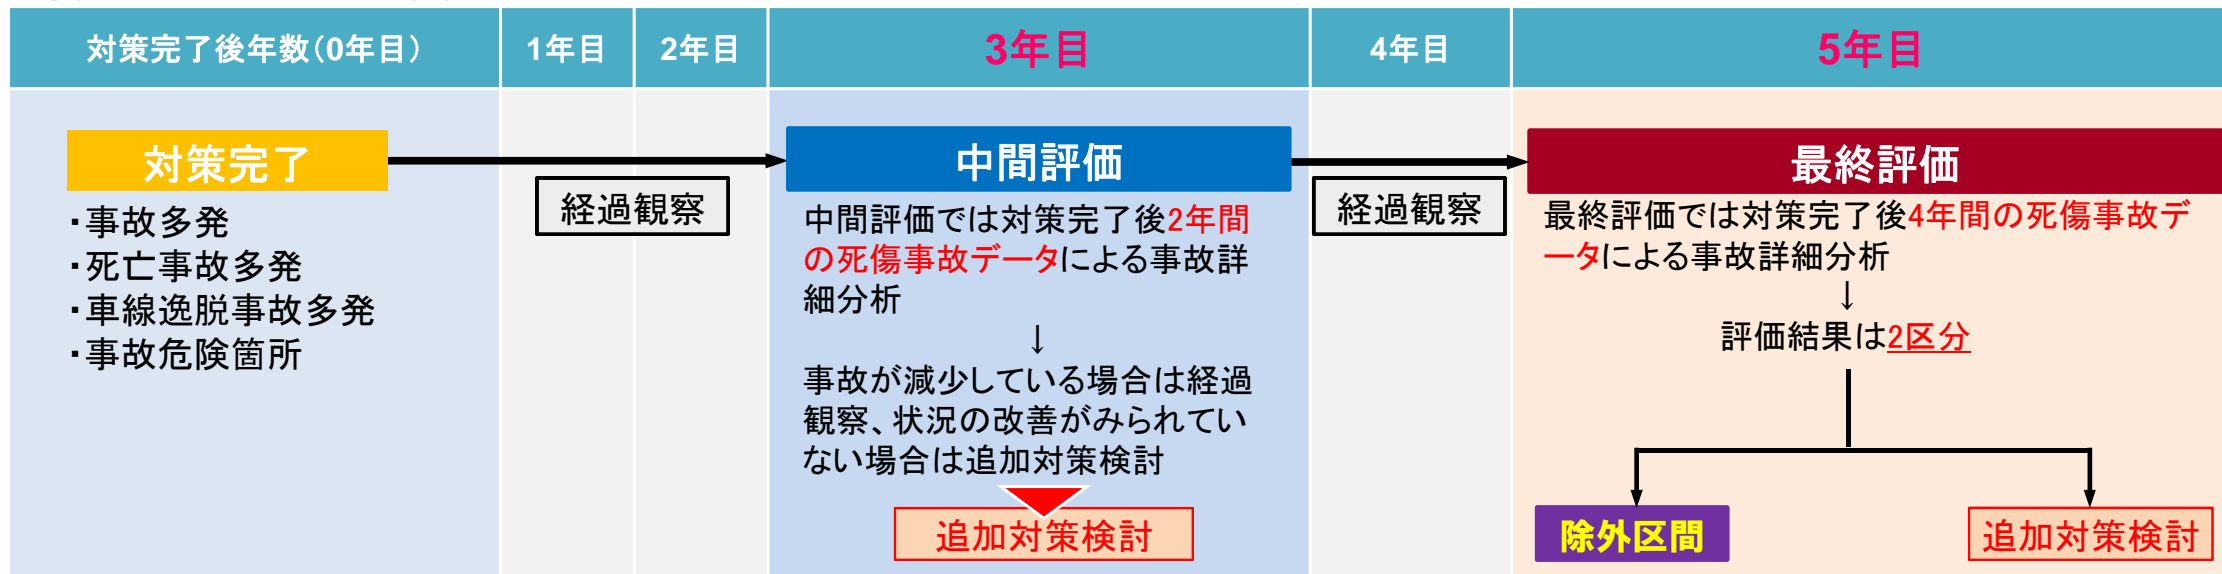 対策完了後年数（0年目）
1年目
2年目
3年目
4年目
5年目
対策完了
・事故多発
・死亡事故多発
・車線逸脱事故多発
・事故危険箇所
経過観察
中間評価
中間評価では対策完了後2年間
の死傷事故データによる事故詳
細分析
↓
事故が減少している場合は経過
観察、状況の改善がみられてい
ない場合は追加対策検討
追加対策検討
経過観察
最終評価
最終評価では対策完了後4年間の死傷事故デ
ータによる事故詳細分析
↓
評価結果は2区分
除外区間
追加対策検討